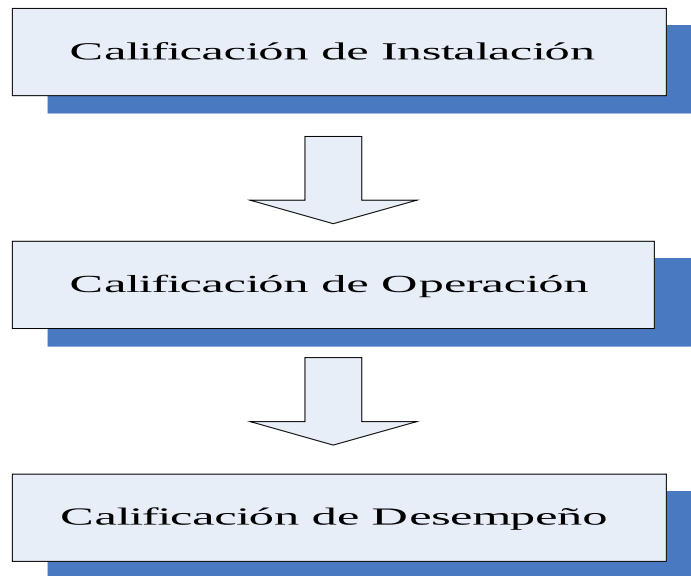 Calificación de Instalación
Calificación de Operación
Calificación de Desempeño